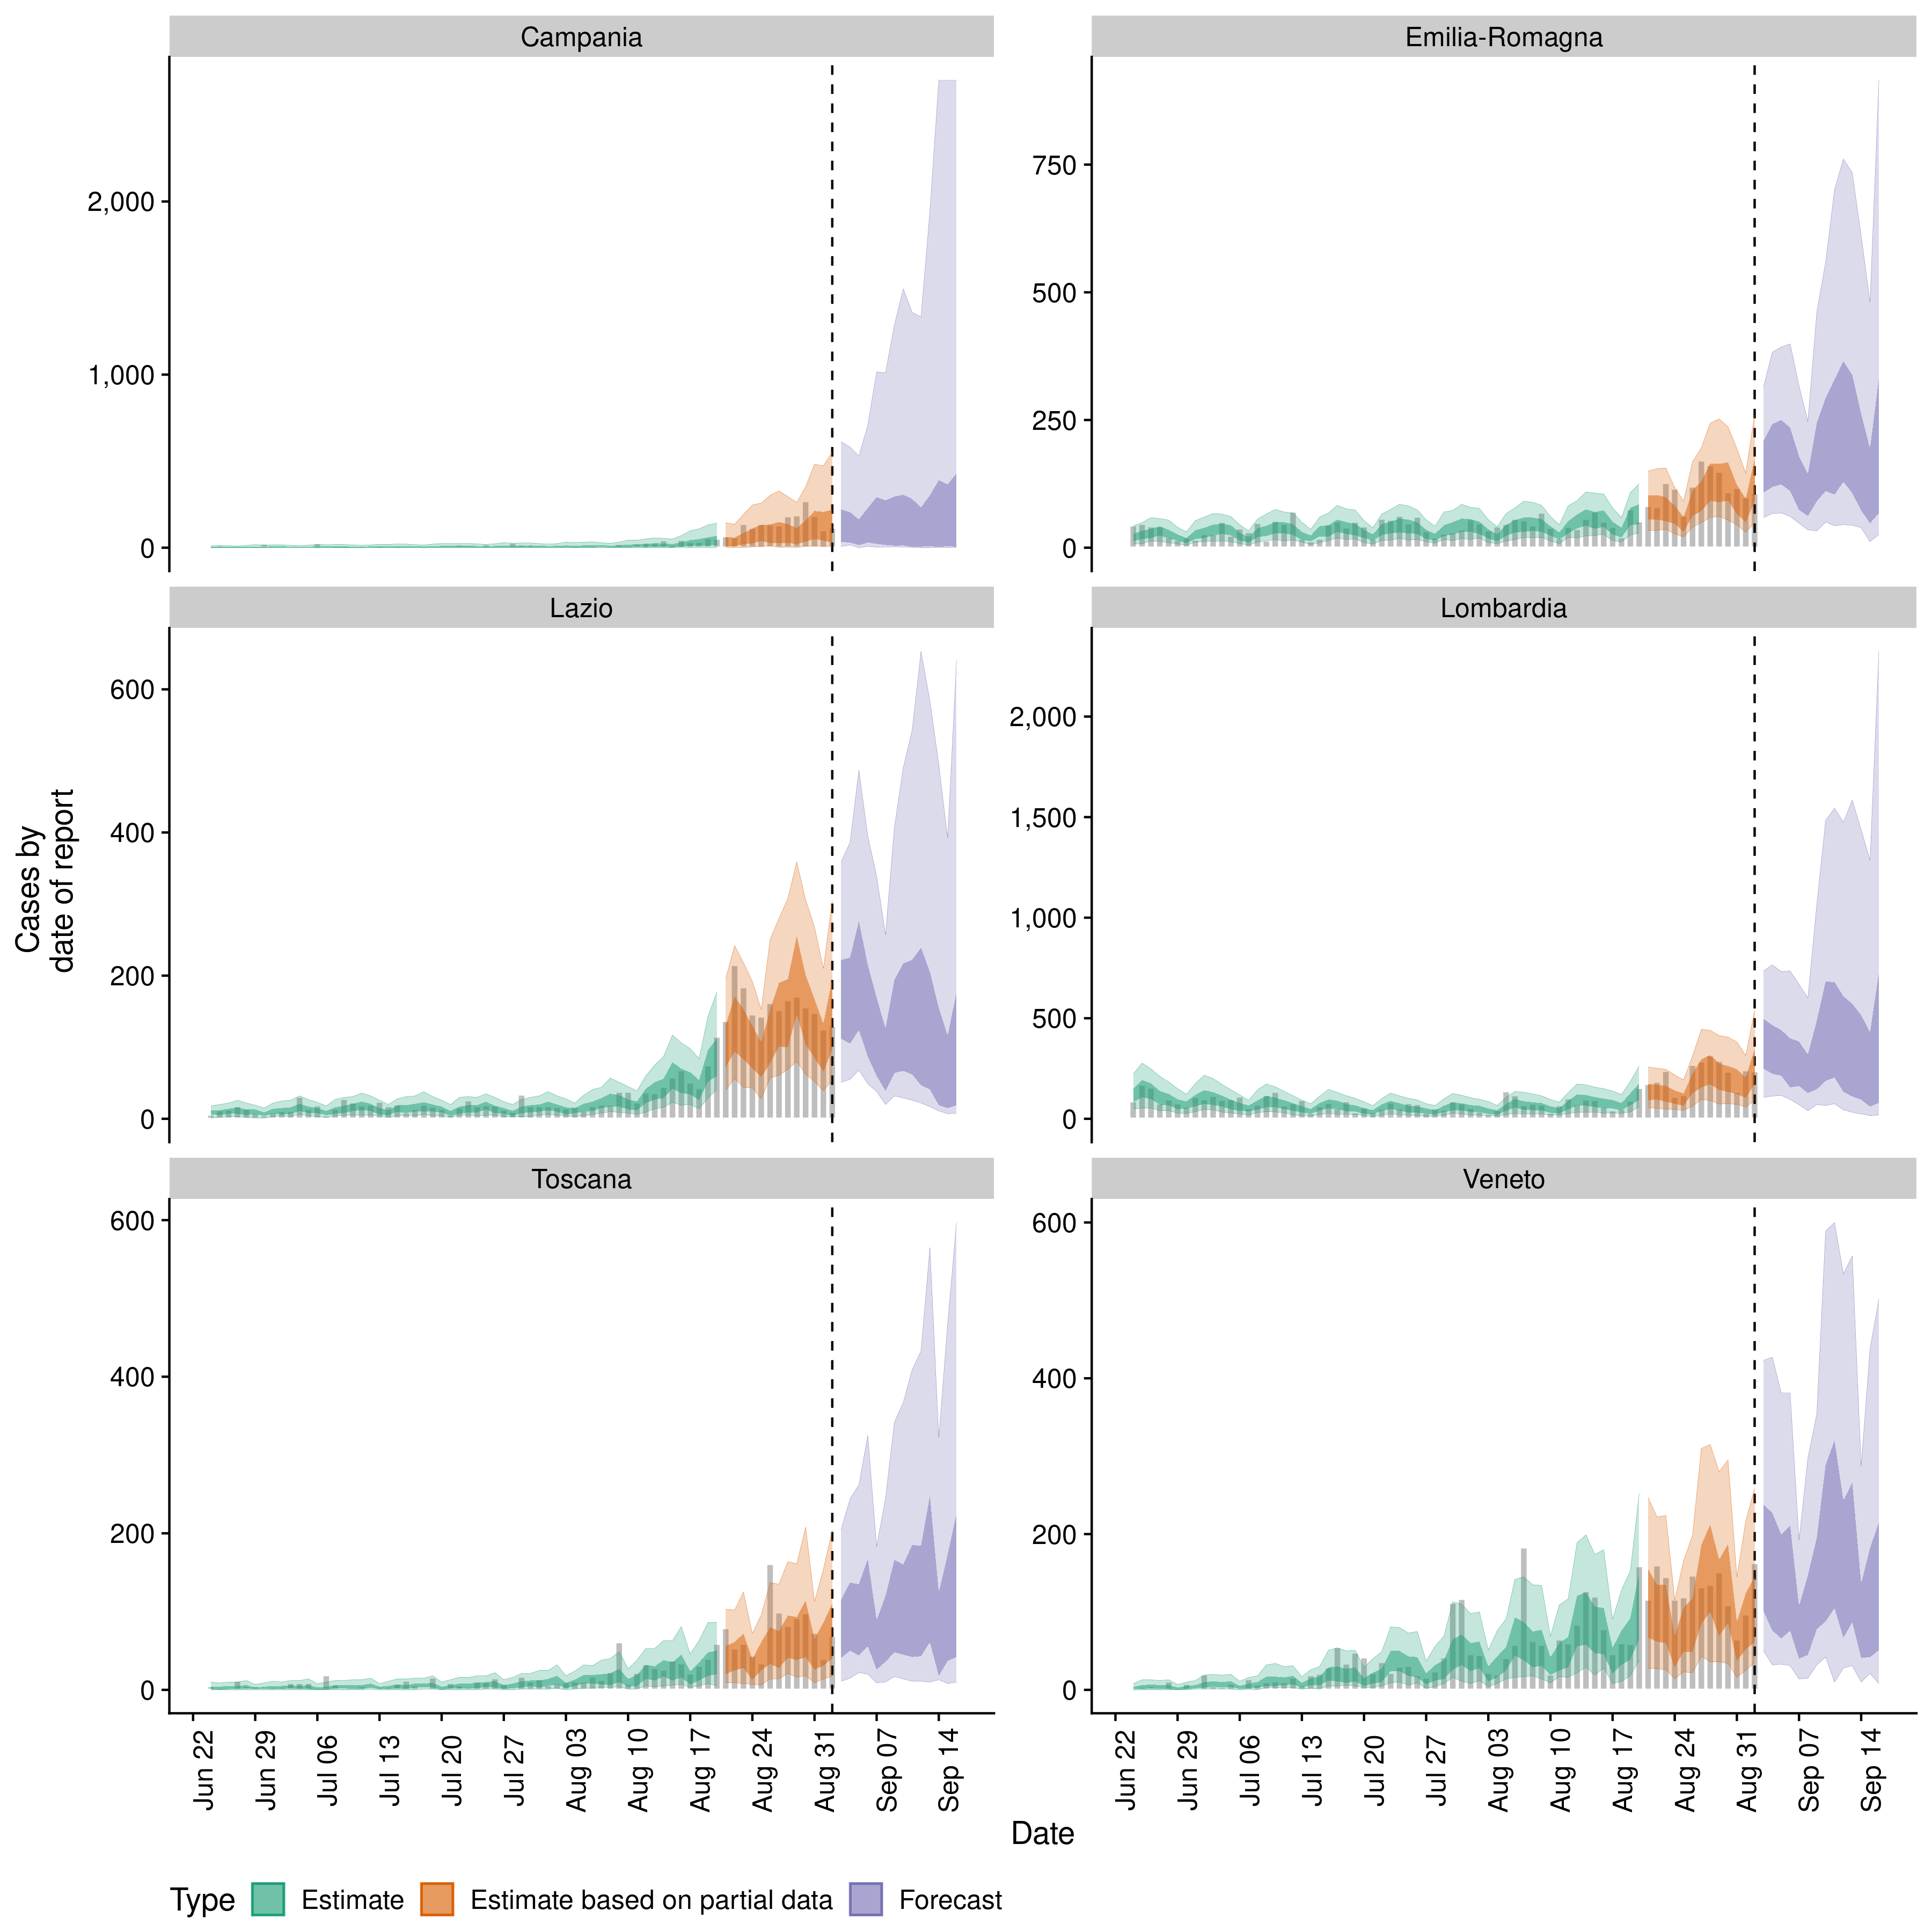 Campania
Emilia-Romagna
2,000
1,000
0
750
500
250
0
Lazio
Lombardia
600
400
200
0
2,000
1,500
1,000
500
0
Toscana
Veneto
600
400
200
0
600
400
200
0
Cases by
date of report
Jun 22
Jun 29
Jul 06
Jul 13
Jul 20
Jul 27
Aug 03
Aug 10
Aug 17
Aug 24
Aug 31
Sep 07
Sep 14
Jun 22
Jun 29
Jul 06
Jul 13
Jul 20
Jul 27
Aug 03
Aug 10
Aug 17
Aug 24
Aug 31
Sep 07
Sep 14
Date
Type Estimate Estimate based on partial data Forecast